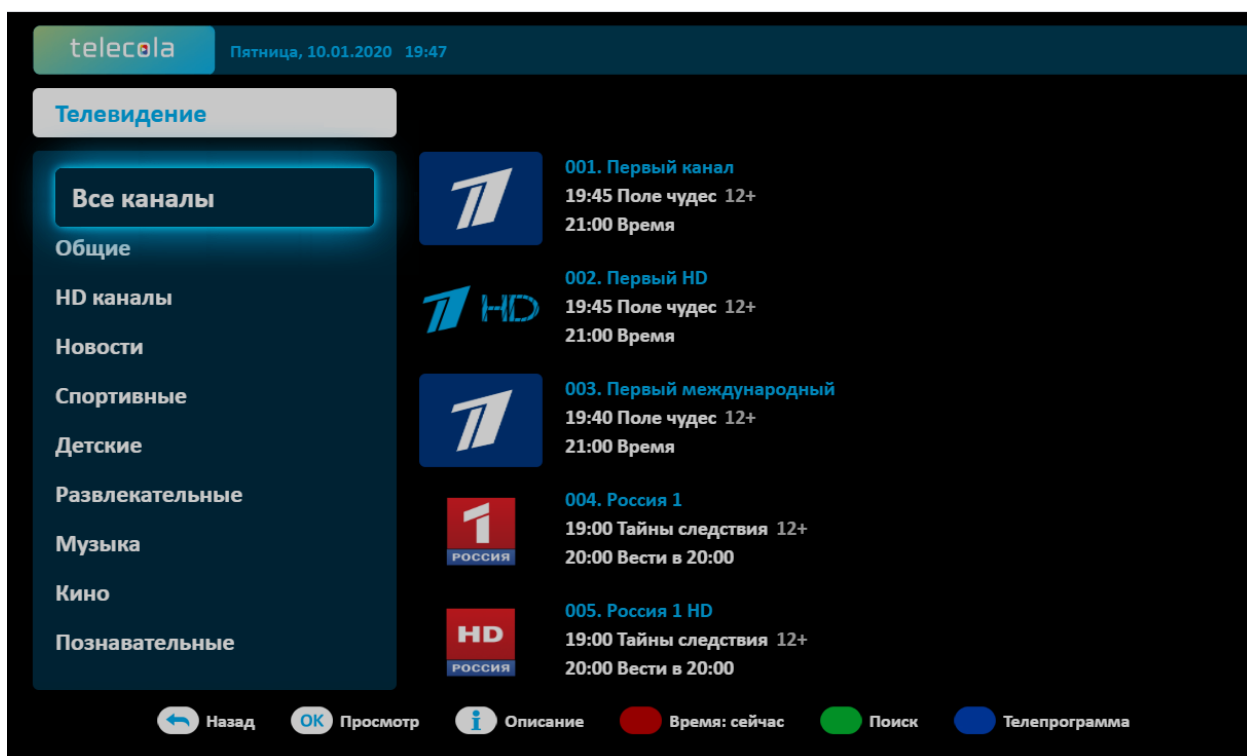 telecola
Пятница, 10.01.2020 19:47
Телевидение
Все каналы
Общие
HD каналы
Новости
Спортивные
Детские
Развлекательные
Музыка
Кино
Познавательные
001. Первый канал
19:45 Поле чудес 12+
21:00 Время
HD
002. Первый HD
19:45 Поле чудес 12+
21:00 Время
003. Первый международный
19:40 Поле чудес 12+
21:00 Время
1
РОССИЯ
004. Россия 1
19:00 Тайны следствия 12+
20:00 Вести в 20:00
HD
РОССИЯ
005. Россия 1 HD
19:00 Тайны следствия 12+
20:00 Вести в 20:00
Назад OK Просмотр i Описание Время: сейчас Поиск Телепрограмма